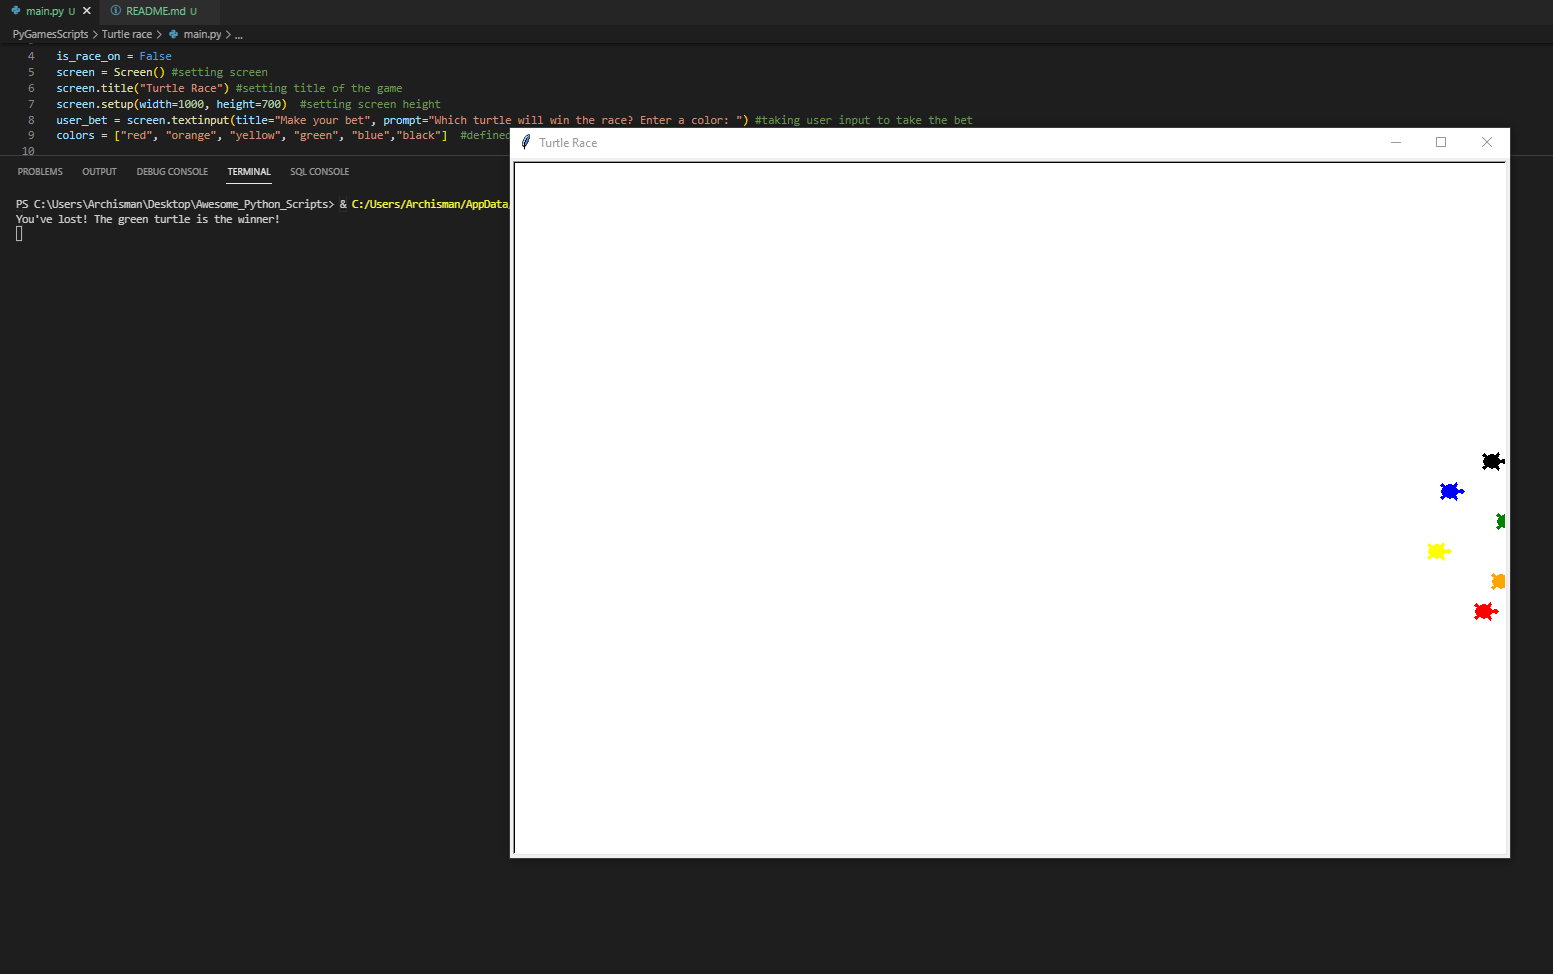 main.py U README.md U
PyGamesScripts > Turtle race > main.py > ...
4 is_race_on = False
5 screen = Screen() #setting screen
6 screen.title("Turtle Race") #setting title of the game
7 screen.setup(width=1000, height=700)  #setting screen height
8 user_bet = screen.textinput(title="Make your bet", prompt="Which turtle will win the race? Enter a color: ") #taking user input to take the bet
9 colors = ["red", "orange", "yellow", "green", "blue","black"]  #defined
10
PROBLEMS OUTPUT DEBUG CONSOLE TERMINAL SQL CONSOLE
PS C:\Users\Archisman\Desktop\Awesome_Python_Scripts> & C:/Users/Archisman/AppData
You've lost! The green turtle is the winner!
Turtle Race